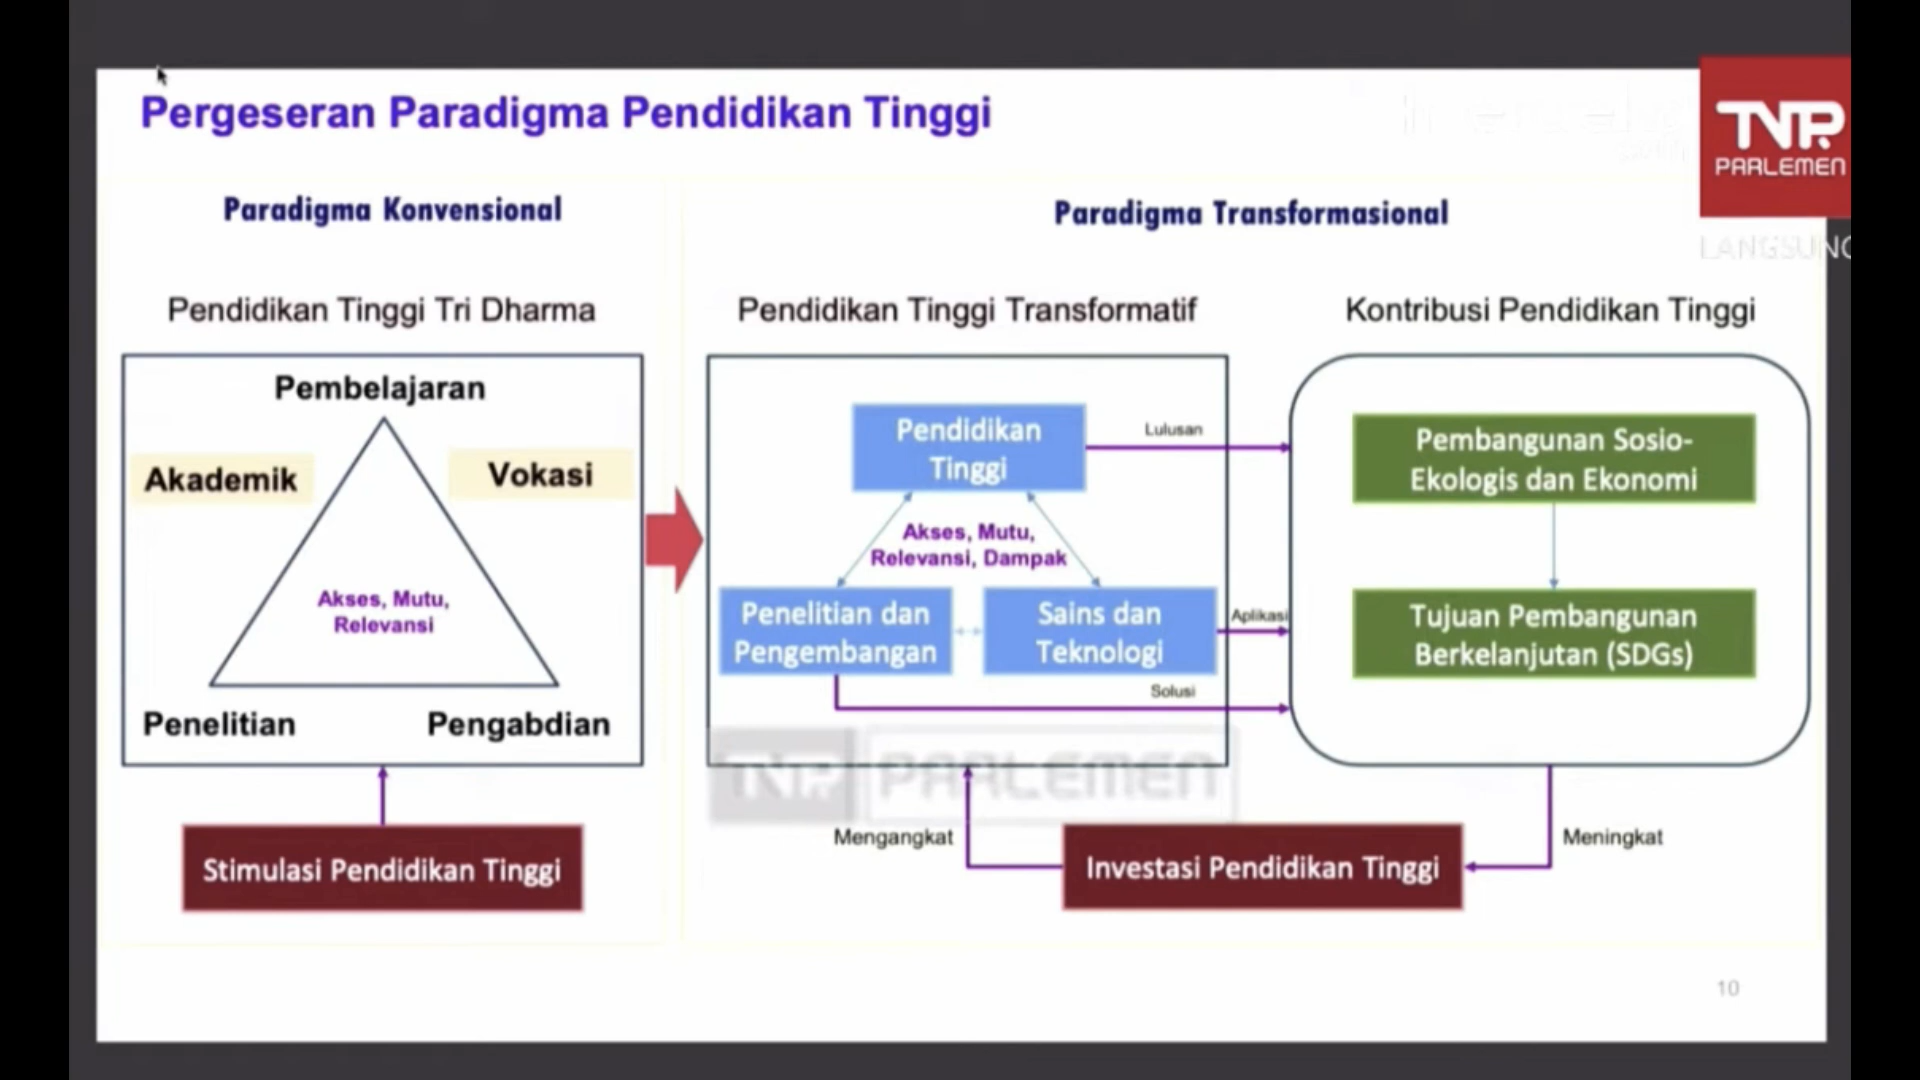 Pergeseran Paradigma Pendidikan Tinggi
TVP.
PARLEMEN
LANGSUNG
Paradigma Konvensional
Paradigma Transformasional
Pendidikan Tinggi Tri Dharma
Pendidikan Tinggi Transformatif
Kontribusi Pendidikan Tinggi
Pembelajaran
Akademik
Vokasi
Akses, Mutu,
Relevansi
Penelitian
Pengabdian
Stimulasi Pendidikan Tinggi
Pendidikan
Tinggi
Lulusan
Akses, Mutu,
Relevansi, Dampak
Penelitian dan
Pengembangan
Sains dan
Teknologi
Aplikasi
Solusi
Pembangunan Sosio-
Ekologis dan Ekonomi
Tujuan Pembangunan
Berkelanjutan (SDGs)
PARLEMEN
Mengangkat
Investasi Pendidikan Tinggi
Meningkat
10